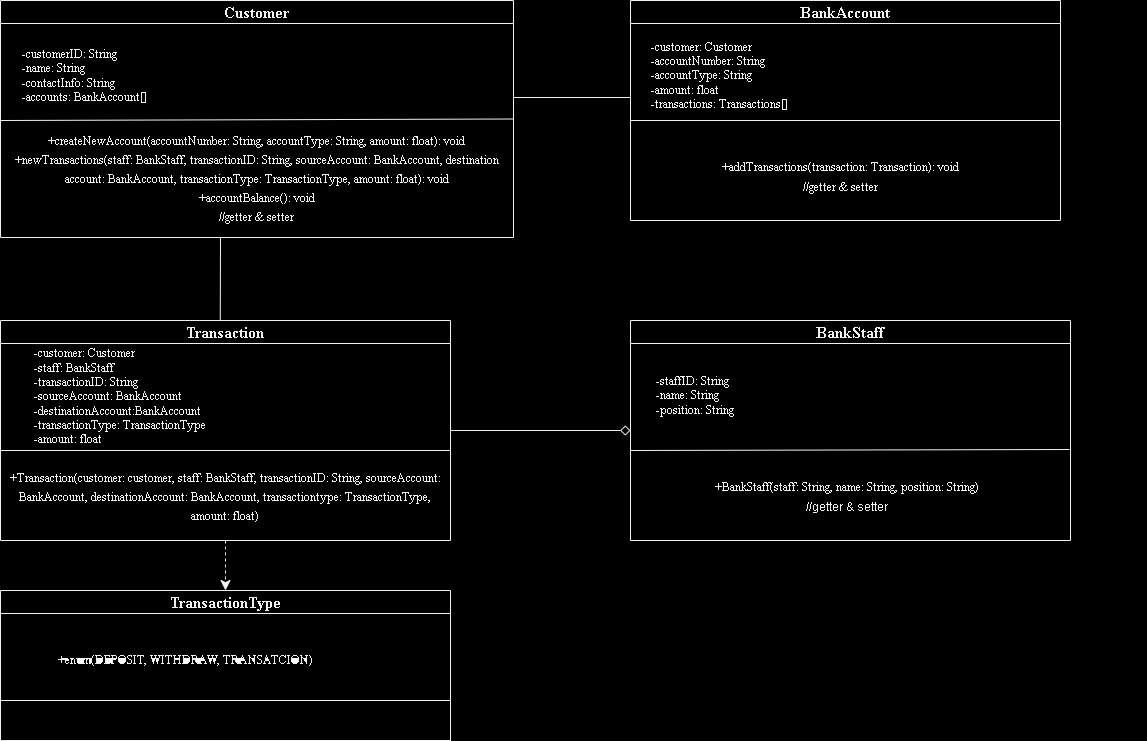 Customer
-customerID: String
-name: String
-contactInfo: String
-accounts: BankAccount[]
+createNewAccount(accountNumber: String, accountType: String, amount: float): void
+newTransactions(staff: BankStaff, transactionID: String, sourceAccount: BankAccount, destination
account: BankAccount, transactionType: TransactionType, amount: float): void
+accountBalance(): void
//getter & setter
BankAccount
-customer: Customer
-accountNumber: String
-accountType: String
-amount: float
-transactions: Transactions[]
+addTransactions(transaction: Transaction): void
//getter & setter
Transaction
-customer: Customer
-staff: BankStaff
-transactionID: String
-sourceAccount: BankAccount
-destinationAccount:BankAccount
-transactionType: TransactionType
-amount: float
+Transaction(customer: customer, staff: BankStaff, transactionID: String, sourceAccount:
BankAccount, destinationAccount: BankAccount, transactiontype: TransactionType,
amount: float)
BankStaff
-staffID: String
-name: String
-position: String
+BankStaff(staff: String, name: String, position: String)
//getter & setter
TransactionType
+enum(DEPOSIT, WITHDRAW, TRANSATCION)